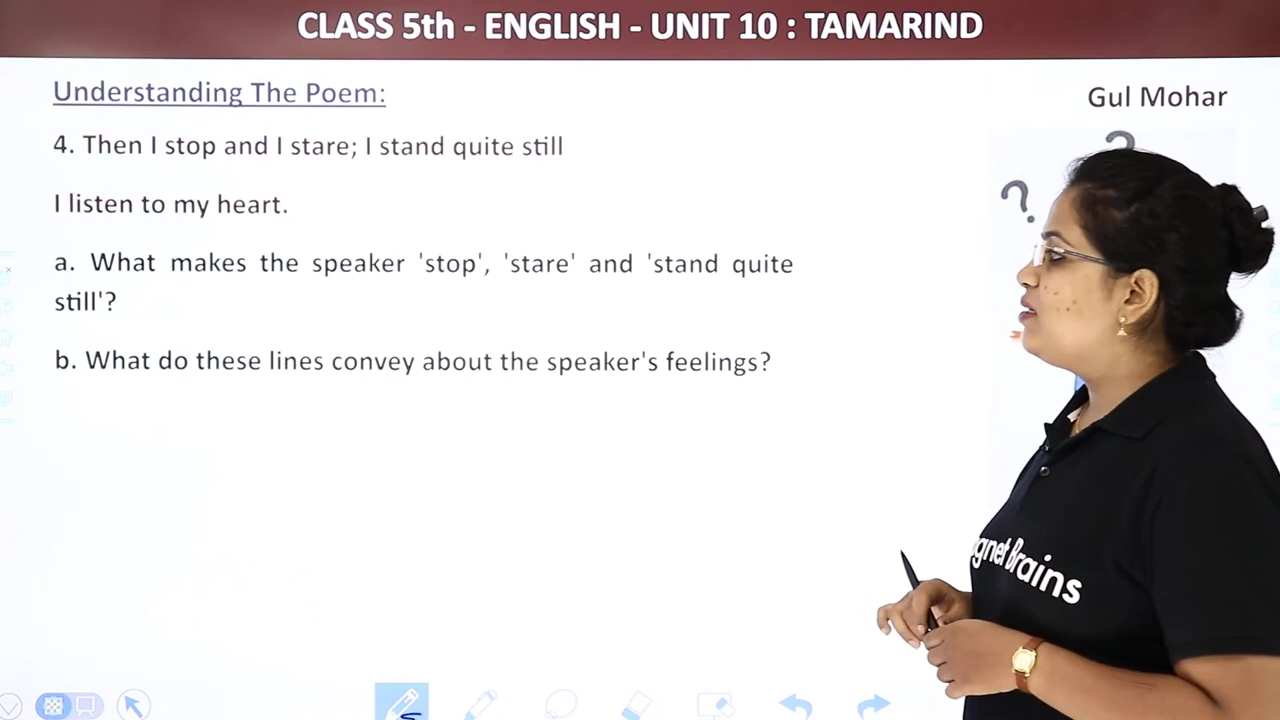 CLASS 5th - ENGLISH - UNIT 10 : TAMARIND
Understanding The Poem:
Gul Mohar
4. Then I stop and I stare; I stand quite still
I listen to my heart.
a. What makes the speaker 'stop', 'stare' and 'stand quite
still'?
b. What do these lines convey about the speaker's feelings?
? ?
gnet Brains